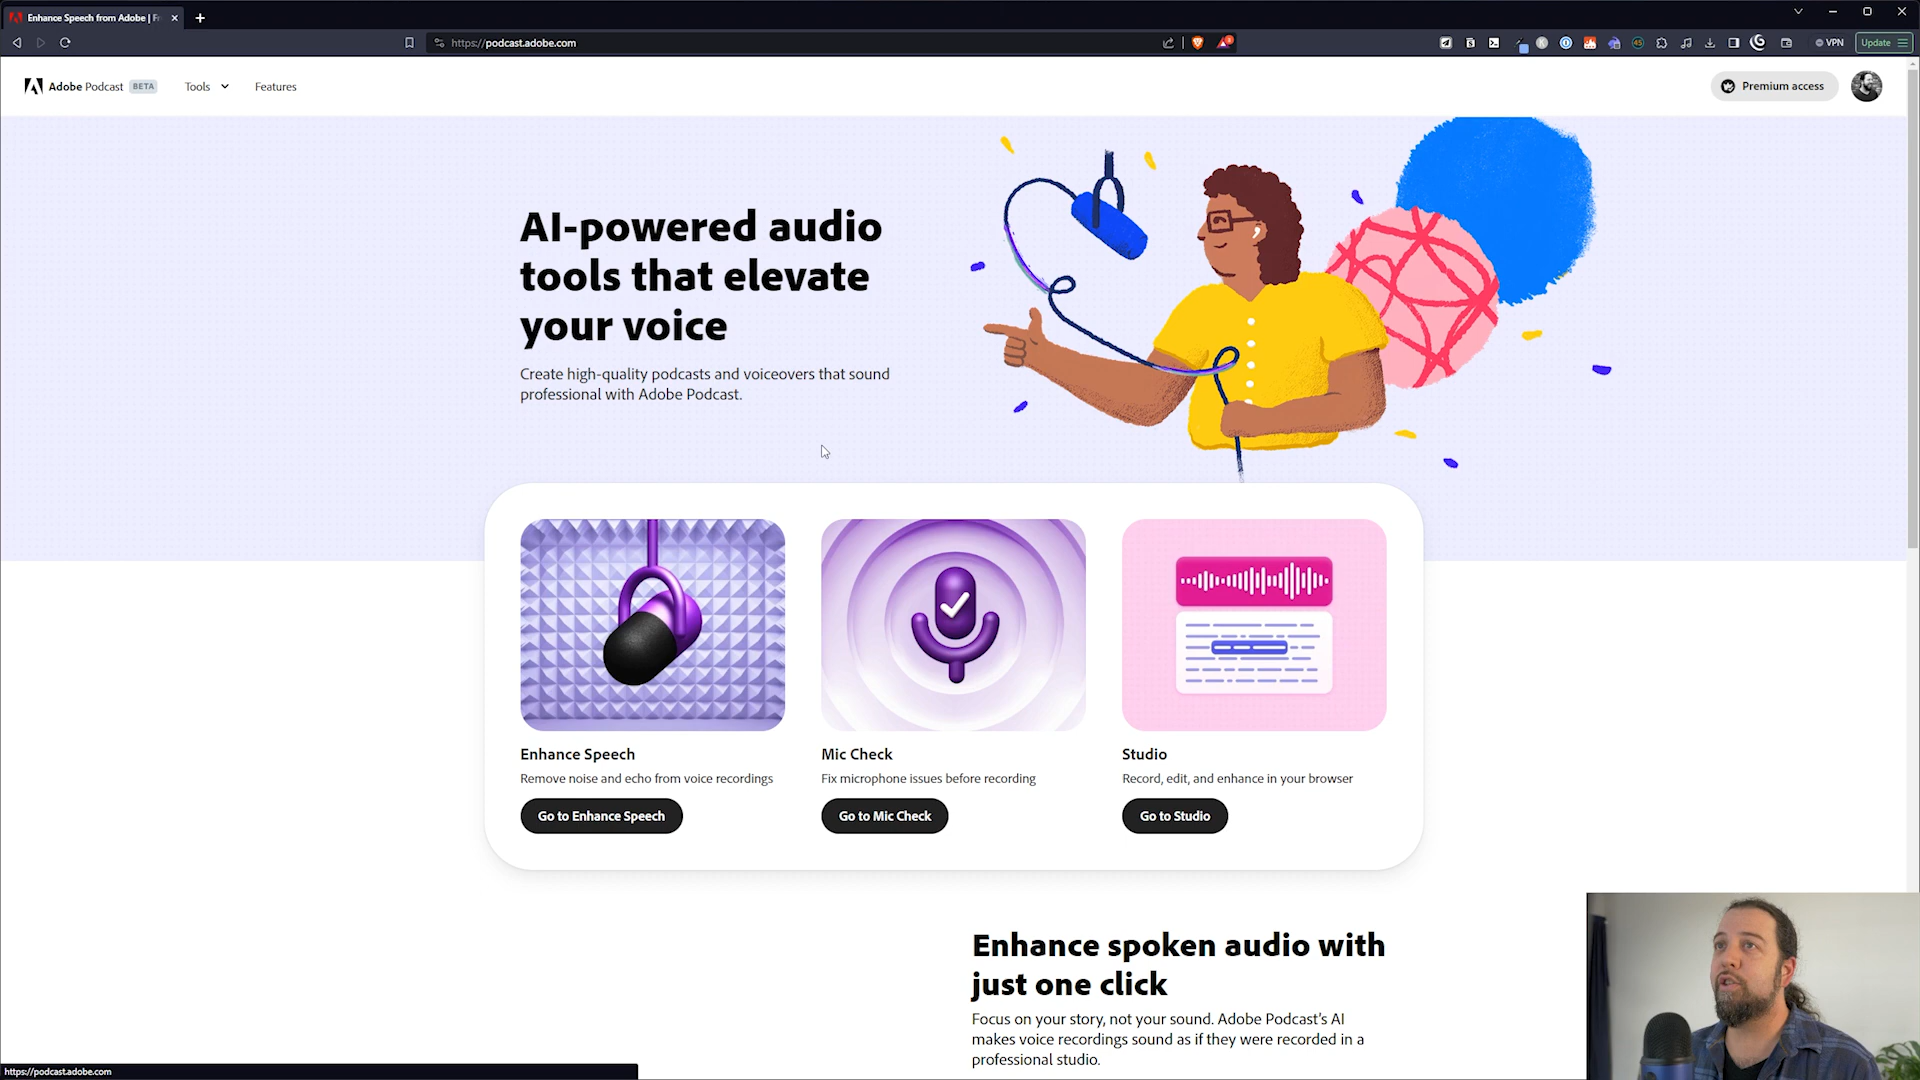 Enhance Speech from Adobe | Fr
https://podcast.adobe.com
VPN
Update
Adobe Podcast BETA
Tools
Features
Premium access
AI-powered audio
tools that elevate
your voice
Create high-quality podcasts and voiceovers that sound
professional with Adobe Podcast.
Enhance Speech
Remove noise and echo from voice recordings
Go to Enhance Speech
Mic Check
Fix microphone issues before recording
Go to Mic Check
Studio
Record, edit, and enhance in your browser
Go to Studio
Enhance spoken audio with
just one click
Focus on your story, not your sound. Adobe Podcast's AI
makes voice recordings sound as if they were recorded in a
professional studio.
https://podcast.adobe.com